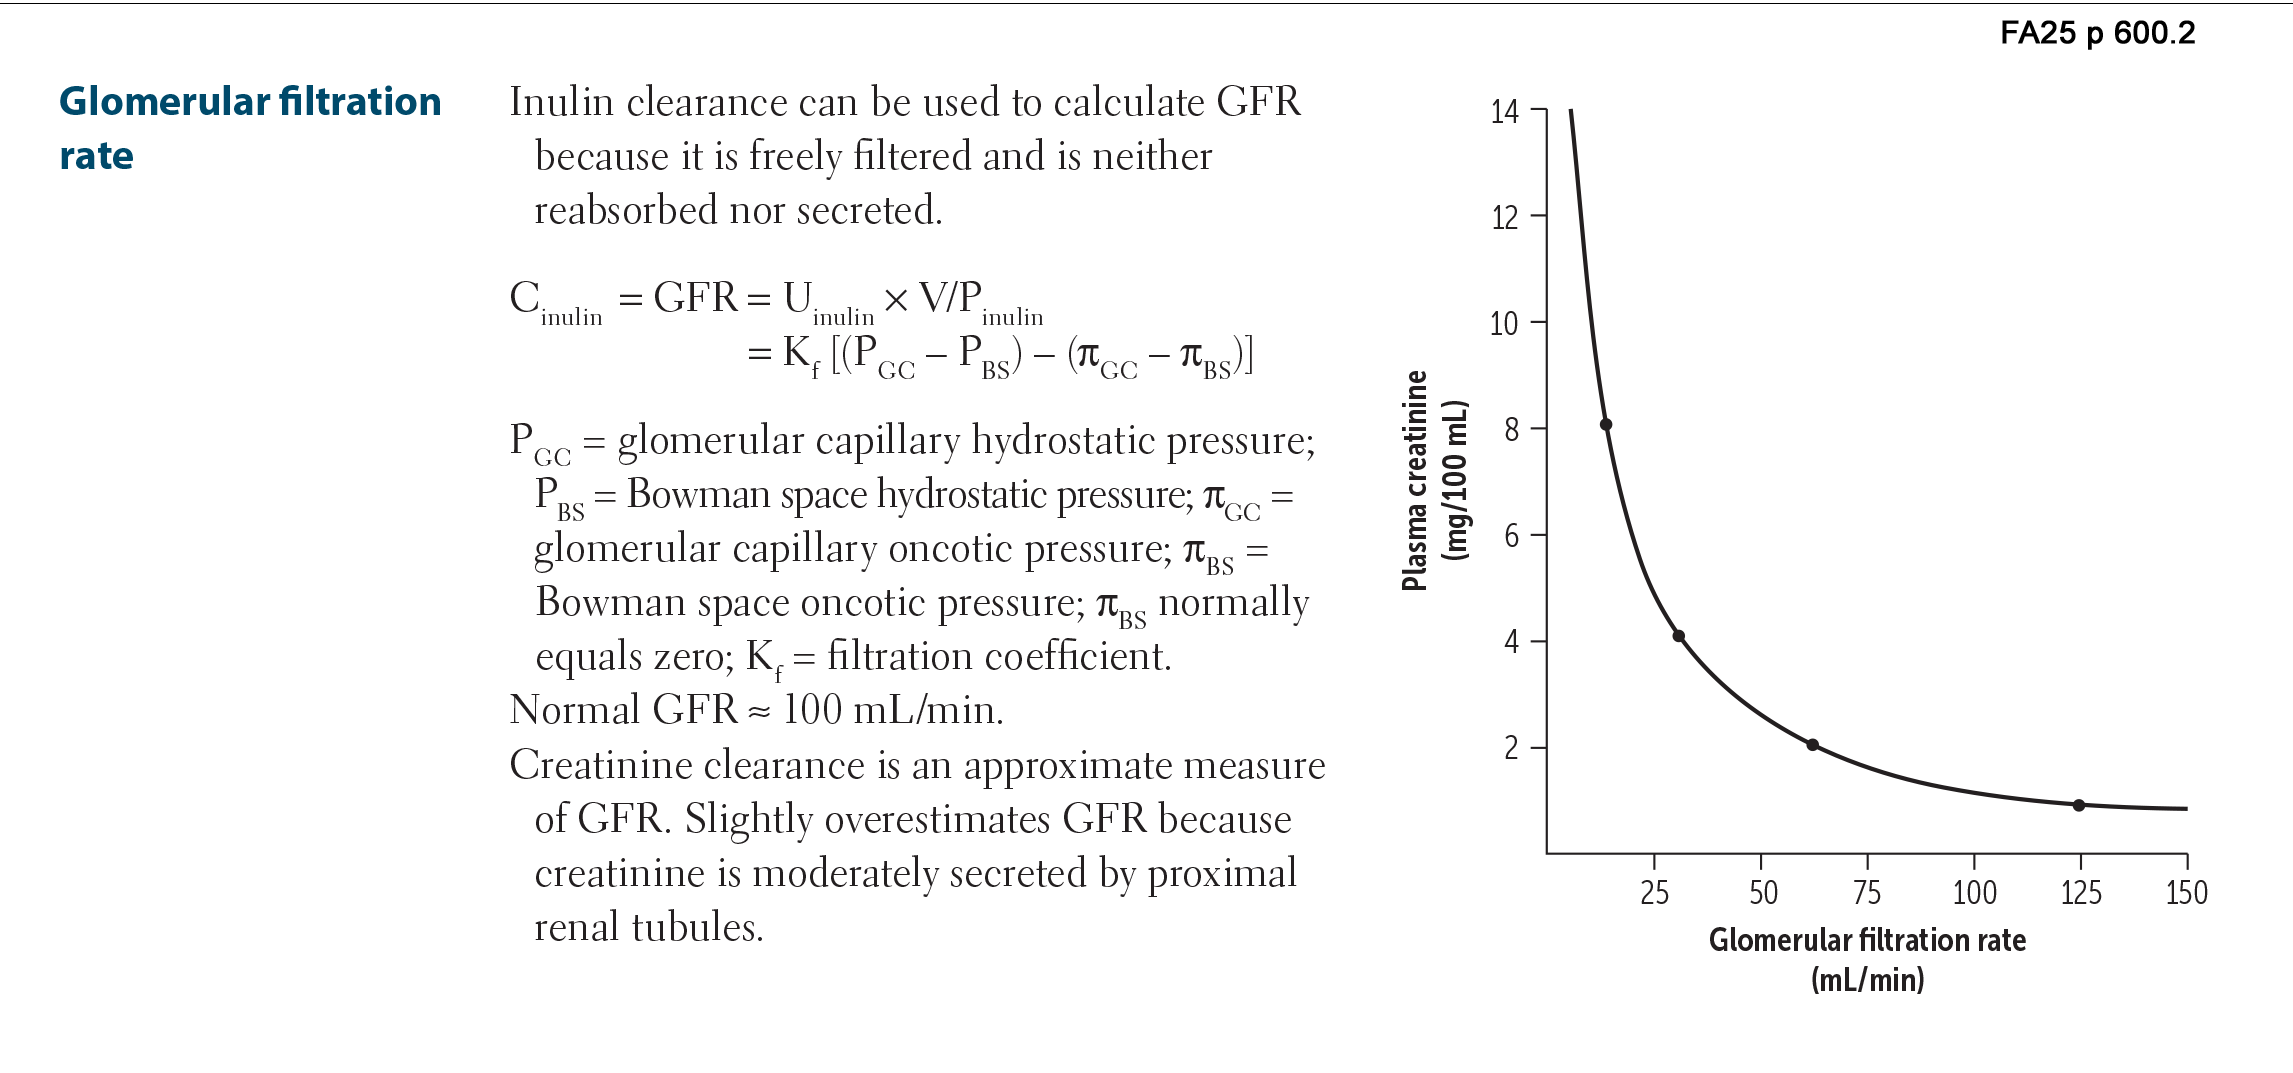 FA25 p 600.2
Glomerular filtration
rate
Inulin clearance can be used to calculate GFR
because it is freely filtered and is neither
reabsorbed nor secreted.
C_inulin = GFR = U_inulin × V/P_inulin
= K_f [(P_GC – P_BS) – (π_GC – π_BS)]
P_GC = glomerular capillary hydrostatic pressure;
P_BS = Bowman space hydrostatic pressure; π_GC =
glomerular capillary oncotic pressure; π_BS =
Bowman space oncotic pressure; π_BS normally
equals zero; K_f = filtration coefficient.
Normal GFR ≈ 100 mL/min.
Creatinine clearance is an approximate measure
of GFR. Slightly overestimates GFR because
creatinine is moderately secreted by proximal
renal tubules.
Plasma creatinine
(mg/100 mL)
14
12
10
8
6
4
2
25 50 75 100 125 150
Glomerular filtration rate
(mL/min)